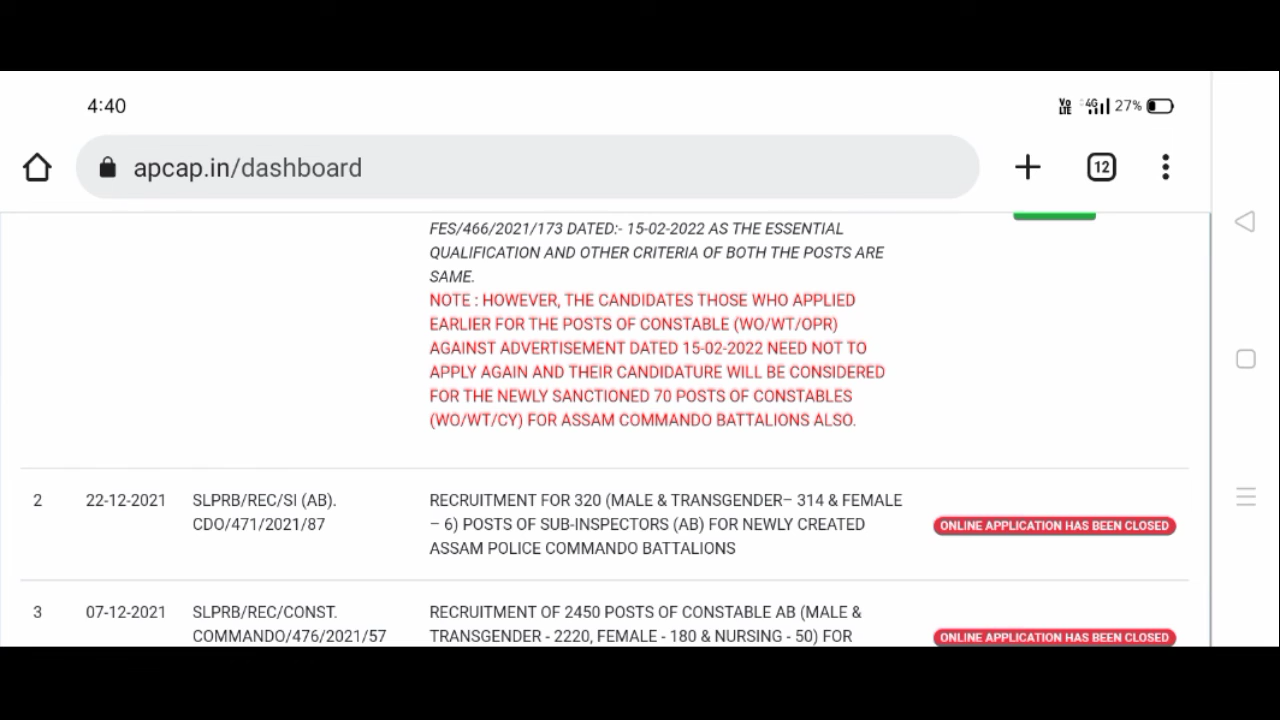 4:40
Vo LTE 4G 27%
apcap.in/dashboard
12
FES/466/2021/173 DATED:- 15-02-2022 AS THE ESSENTIAL
QUALIFICATION AND OTHER CRITERIA OF BOTH THE POSTS ARE
SAME.
NOTE : HOWEVER, THE CANDIDATES THOSE WHO APPLIED
EARLIER FOR THE POSTS OF CONSTABLE (WO/WT/OPR)
AGAINST ADVERTISEMENT DATED 15-02-2022 NEED NOT TO
APPLY AGAIN AND THEIR CANDIDATURE WILL BE CONSIDERED
FOR THE NEWLY SANCTIONED 70 POSTS OF CONSTABLES
(WO/WT/CY) FOR ASSAM COMMANDO BATTALIONS ALSO.
2 22-12-2021 SLPRB/REC/SI (AB). RECRUITMENT FOR 320 (MALE & TRANSGENDER– 314 & FEMALE
CDO/471/2021/87 – 6) POSTS OF SUB-INSPECTORS (AB) FOR NEWLY CREATED ONLINE APPLICATION HAS BEEN CLOSED
ASSAM POLICE COMMANDO BATTALIONS
3 07-12-2021 SLPRB/REC/CONST. RECRUITMENT OF 2450 POSTS OF CONSTABLE AB (MALE &
COMMANDO/476/2021/57 TRANSGENDER - 2220, FEMALE - 180 & NURSING - 50) FOR ONLINE APPLICATION HAS BEEN CLOSED